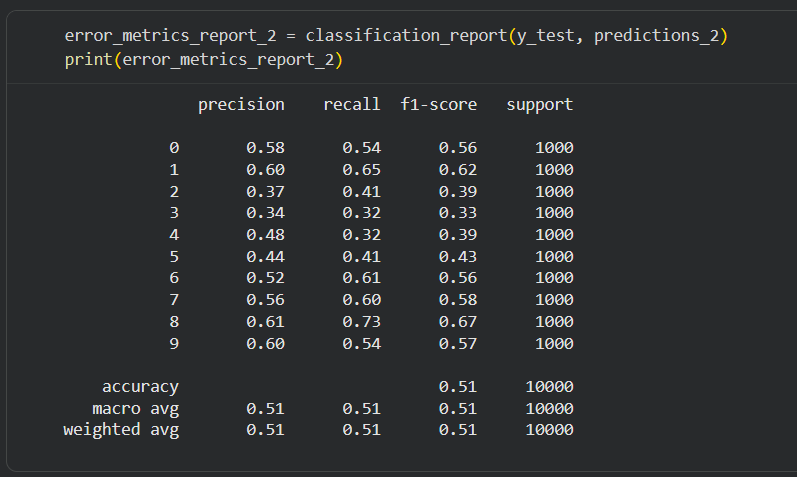 error_metrics_report_2 = classification_report(y_test, predictions_2)
print(error_metrics_report_2)
precision recall f1-score support
0 0.58 0.54 0.56 1000
1 0.60 0.65 0.62 1000
2 0.37 0.41 0.39 1000
3 0.34 0.32 0.33 1000
4 0.48 0.32 0.39 1000
5 0.44 0.41 0.43 1000
6 0.52 0.61 0.56 1000
7 0.56 0.60 0.58 1000
8 0.61 0.73 0.67 1000
9 0.60 0.54 0.57 1000
accuracy 0.51 10000
macro avg 0.51 0.51 0.51 10000
weighted avg 0.51 0.51 0.51 10000